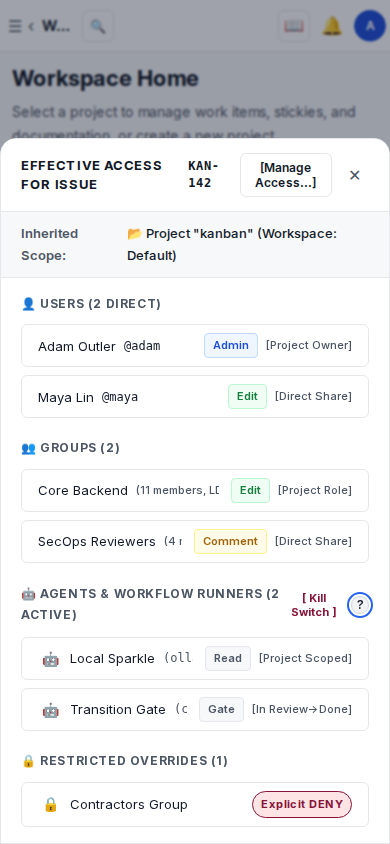 W...
A
Workspace Home
Select a project to manage work items, stickies, and
documentation, or create a new project.
EFFECTIVE ACCESS
FOR ISSUE
KAN-
142
[Manage
Access...]
✕
Inherited
Scope:
📂 Project "kanban" (Workspace:
Default)
👤 USERS (2 DIRECT)
Adam Outler @adam Admin [Project Owner]
Maya Lin @maya Edit [Direct Share]
👥 GROUPS (2)
Core Backend (11 members, LD Edit [Project Role]
SecOps Reviewers (4 r Comment [Direct Share]
🤖 AGENTS & WORKFLOW RUNNERS (2
ACTIVE)
[ Kill
Switch ]
?
🤖 Local Sparkle (oll Read [Project Scoped]
🤖 Transition Gate (c Gate [In Review→Done]
🔒 RESTRICTED OVERRIDES (1)
🔒 Contractors Group Explicit DENY